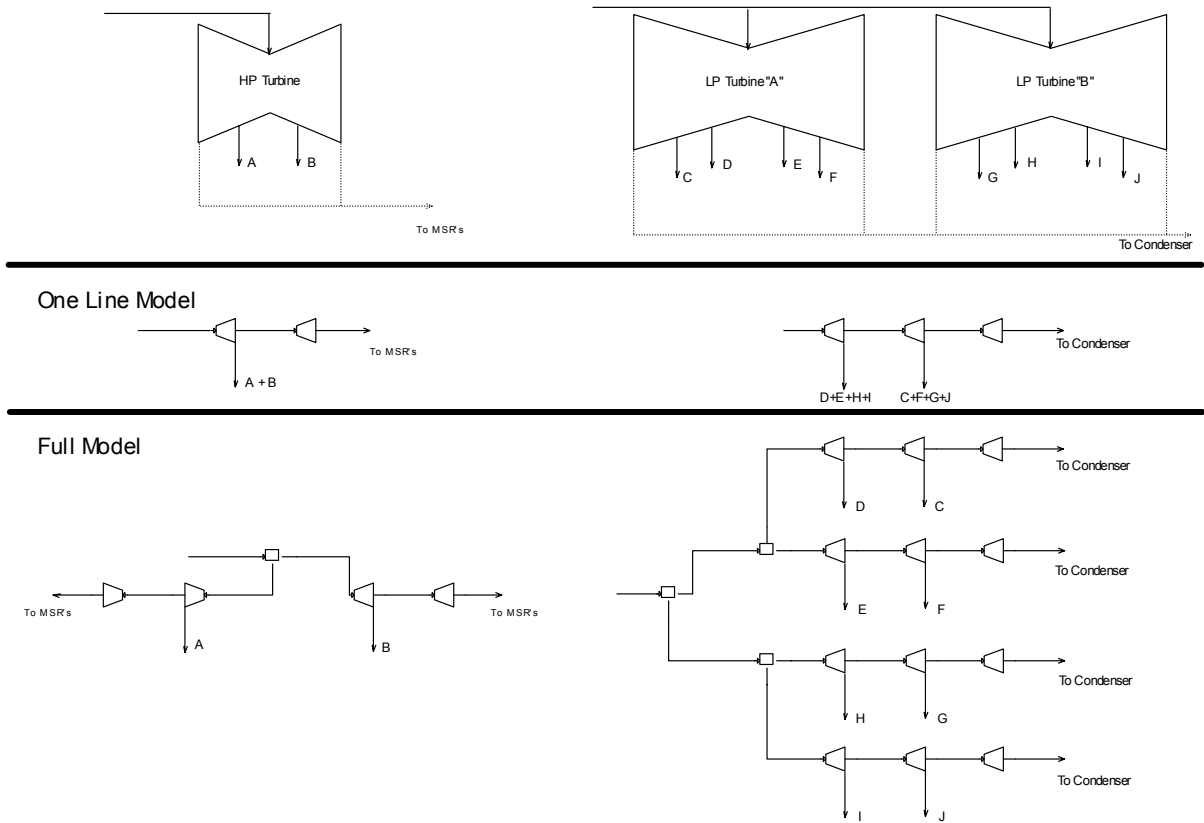 HP Turbine
LP Turbine"A"
LP Turbine"B"
A
B
C
D
E
F
G
H
I
J
To MSR's
To Condenser
One Line Model
To MSR's
To Condenser
A + B
D+E+H+I
C+F+G+J
Full Model
To Condenser
D
C
To Condenser
To MSR's
To MSR's
E
F
A
B
To Condenser
H
G
To Condenser
I
J